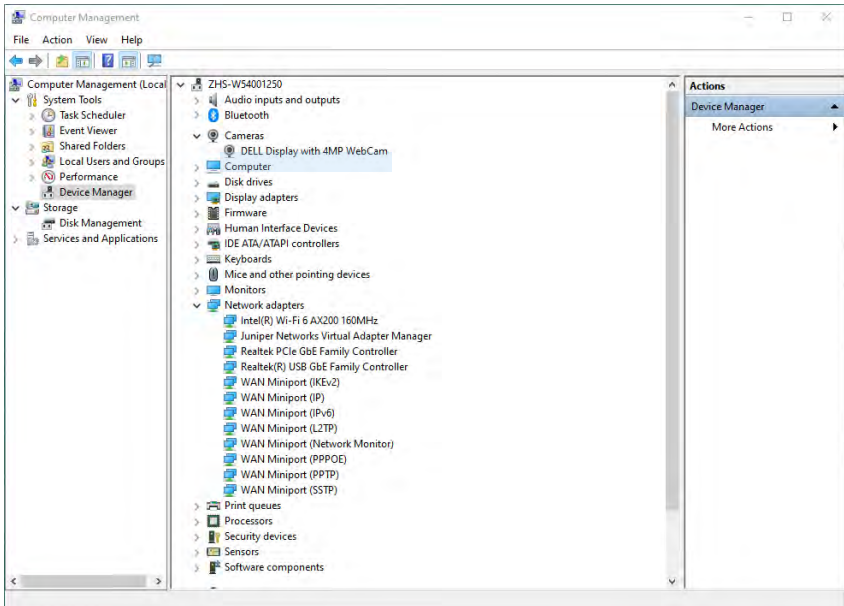 Computer Management
File Action View Help
Computer Management (Local
System Tools
Task Scheduler
Event Viewer
Shared Folders
Local Users and Groups
Performance
Device Manager
Storage
Disk Management
Services and Applications
ZHS-W54001250
Audio inputs and outputs
Bluetooth
Cameras
DELL Display with 4MP WebCam
Computer
Disk drives
Display adapters
Firmware
Human Interface Devices
IDE ATA/ATAPI controllers
Keyboards
Mice and other pointing devices
Monitors
Network adapters
Intel(R) Wi-Fi 6 AX200 160MHz
Juniper Networks Virtual Adapter Manager
Realtek PCIe GbE Family Controller
Realtek(R) USB GbE Family Controller
WAN Miniport (IKEv2)
WAN Miniport (IP)
WAN Miniport (IPv6)
WAN Miniport (L2TP)
WAN Miniport (Network Monitor)
WAN Miniport (PPPOE)
WAN Miniport (PPTP)
WAN Miniport (SSTP)
Print queues
Processors
Security devices
Sensors
Software components
Actions
Device Manager
More Actions